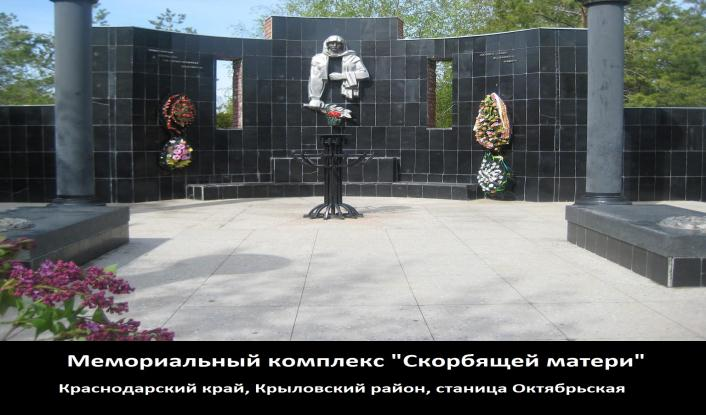 Мемориальный комплекс "Скорбящей матери"
Краснодарский край, Крыловский район, станица Октябрьская